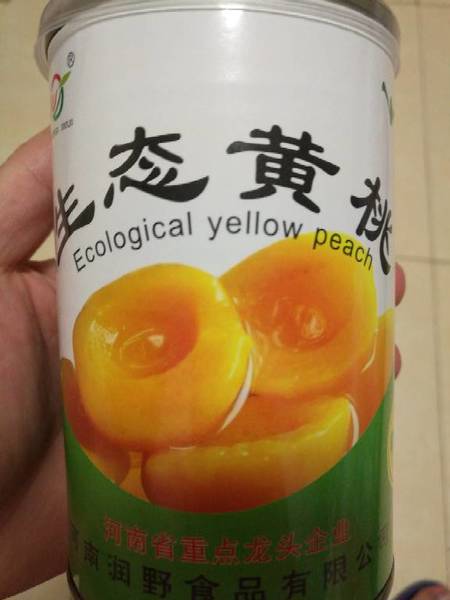 ®
生态黄桃
Ecological yellow peach
河南省重点龙头企业
河南润野食品有限公